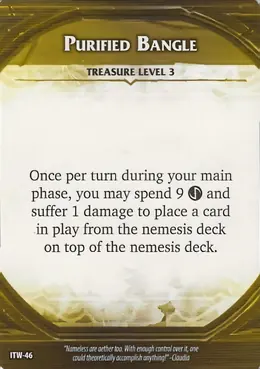 PURIFIED BANGLE
TREASURE LEVEL 3
Once per turn during your main
phase, you may spend 9 and
suffer 1 damage to place a card
in play from the nemesis deck
on top of the nemesis deck.
ITW-46
"Nameless are aether too. With enough control over it, one
could theoretically accomplish anything!" -Claudia